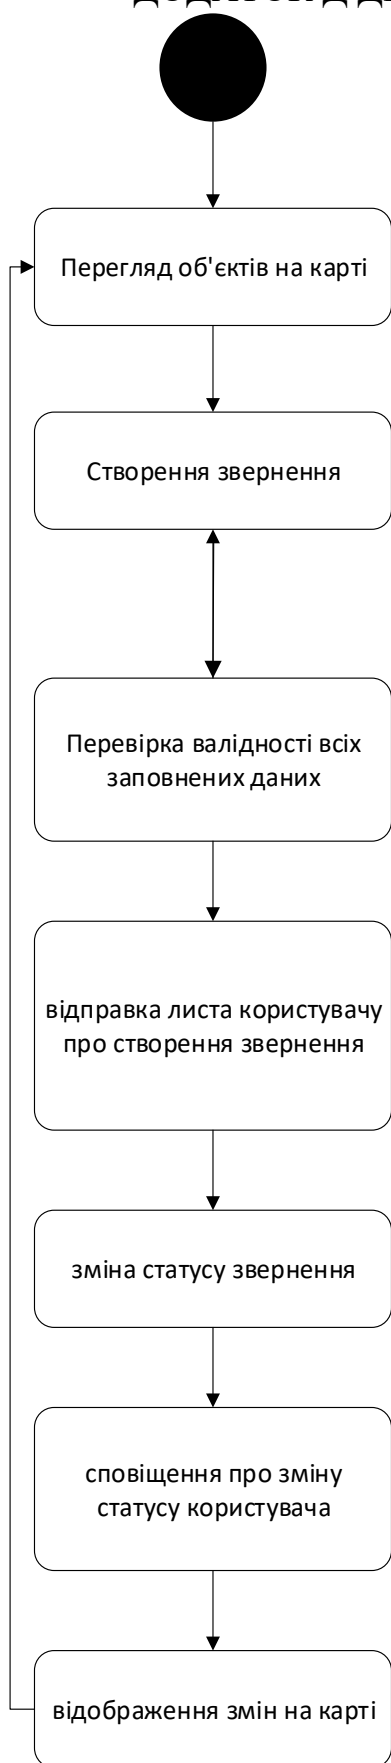 Перегляд об'єктів на карті
Створення звернення
Перевірка валідності всіх
заповнених даних
відправка листа користувачу
про створення звернення
зміна статусу звернення
сповіщення про зміну
статусу користувача
відображення змін на карті